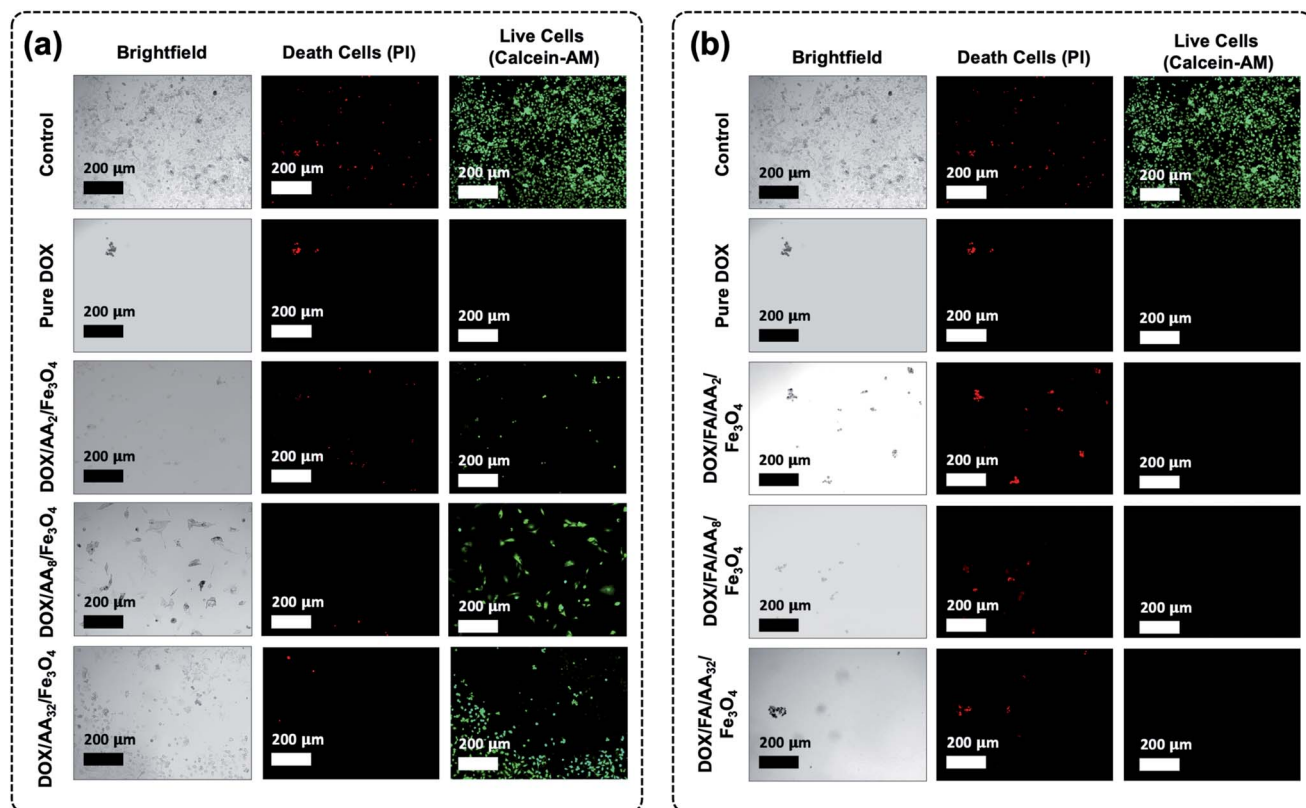 (a)
Brightfield
Death Cells (PI)
Live Cells
(Calcein-AM)
Control
200 μm
200 μm
200 μm
Pure DOX
200 μm
200 μm
200 μm
DOX/AA₂/Fe₃O₄
200 μm
200 μm
200 μm
DOX/AA₈/Fe₃O₄
200 μm
200 μm
200 μm
DOX/AA₃₂/Fe₃O₄
200 μm
200 μm
200 μm
(b)
Brightfield
Death Cells (PI)
Live Cells
(Calcein-AM)
Control
200 μm
200 μm
200 μm
Pure DOX
200 μm
200 μm
200 μm
DOX/FA/AA₂/
Fe₃O₄
200 μm
200 μm
200 μm
DOX/FA/AA₈/
Fe₃O₄
200 μm
200 μm
200 μm
DOX/FA/AA₃₂/
Fe₃O₄
200 μm
200 μm
200 μm